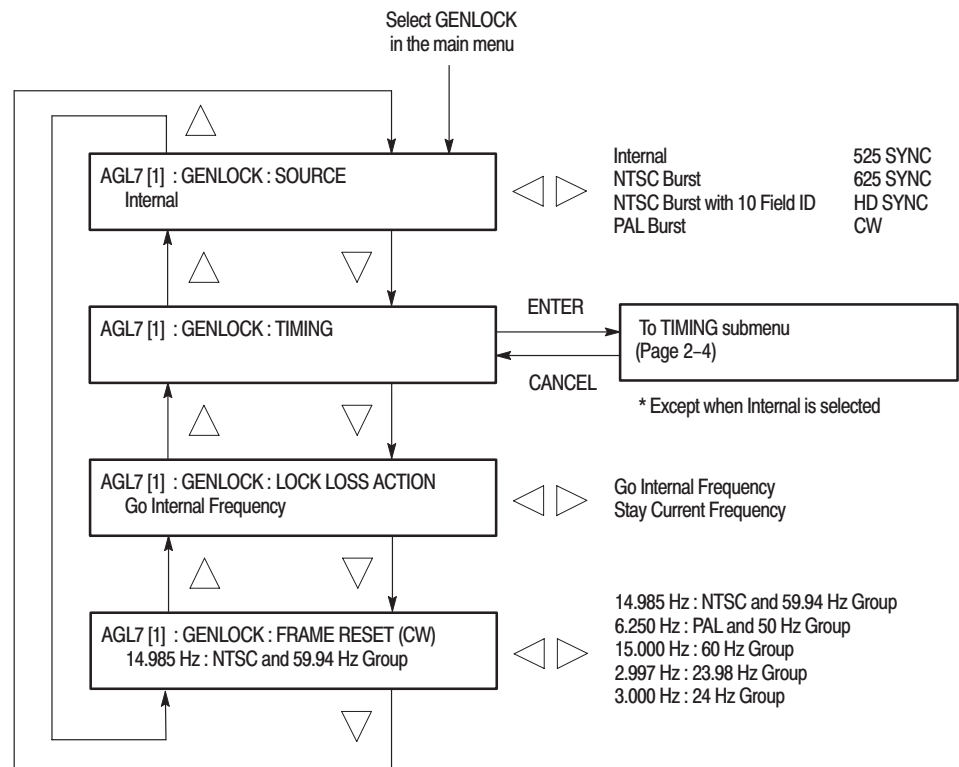 Select GENLOCK
in the main menu
AGL7 [1] : GENLOCK : SOURCE
Internal
Internal 525 SYNC
NTSC Burst 625 SYNC
NTSC Burst with 10 Field ID HD SYNC
PAL Burst CW
AGL7 [1] : GENLOCK : TIMING
ENTER
CANCEL
To TIMING submenu
(Page 2–4)
* Except when Internal is selected
AGL7 [1] : GENLOCK : LOCK LOSS ACTION
Go Internal Frequency
Go Internal Frequency
Stay Current Frequency
AGL7 [1] : GENLOCK : FRAME RESET (CW)
14.985 Hz : NTSC and 59.94 Hz Group
14.985 Hz : NTSC and 59.94 Hz Group
6.250 Hz : PAL and 50 Hz Group
15.000 Hz : 60 Hz Group
2.997 Hz : 23.98 Hz Group
3.000 Hz : 24 Hz Group